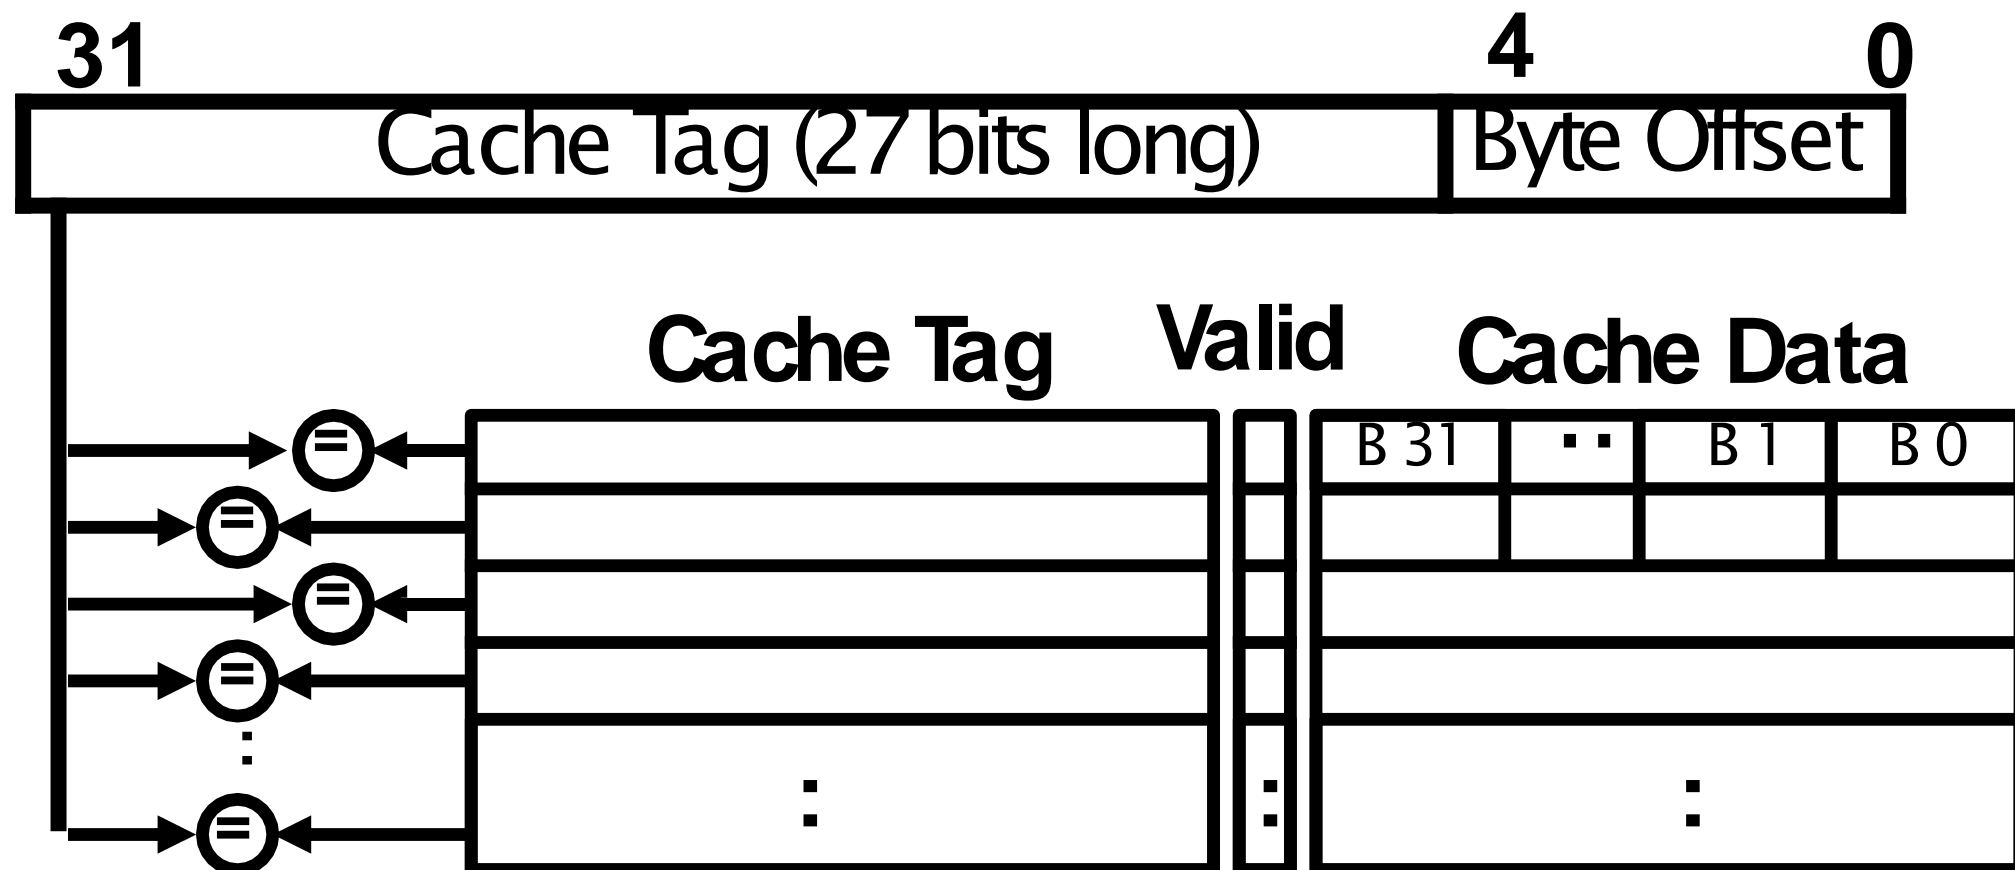 31 4 0
Cache Tag (27 bits long) Byte Offset
Cache Tag Valid Cache Data
= B 31 .. B 1 B 0
=
=
=
:
= : : :